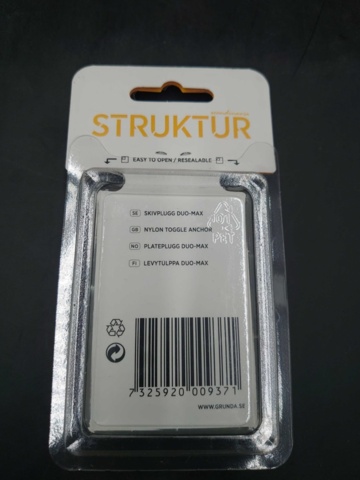 STRUKTUR
EASY TO OPEN / RESEALABLE
SE SKIVPLUGG DUO-MAX
GB NYLON TOGGLE ANCHOR
NO PLATEPLUGG DUO-MAX
FI LEVYTULPPA DUO-MAX
7 325920 009371
WWW.GRUNDA.SE